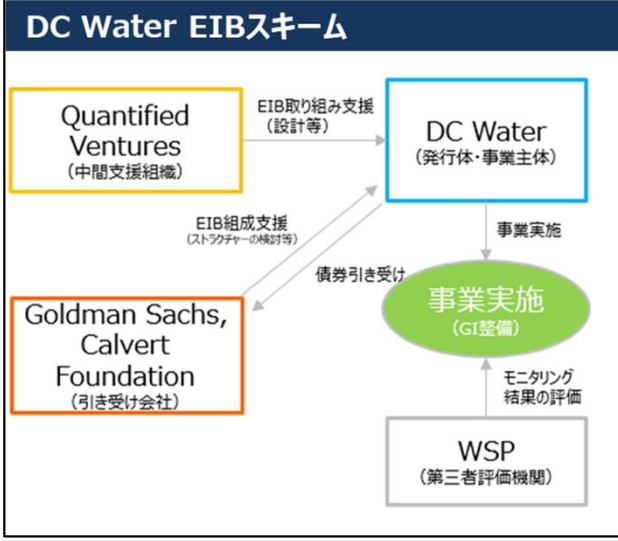 DC Water EIBスキーム
Quantified
Ventures
(中間支援組織)
EIB取り組み支援
(設計等)
DC Water
(発行体・事業主体)
EIB組成支援
(ストラクチャーの検討等)
事業実施
債券引き受け
Goldman Sachs,
Calvert
Foundation
(引き受け会社)
事業実施
(GI整備)
モニタリング
結果の評価
WSP
(第三者評価機関)